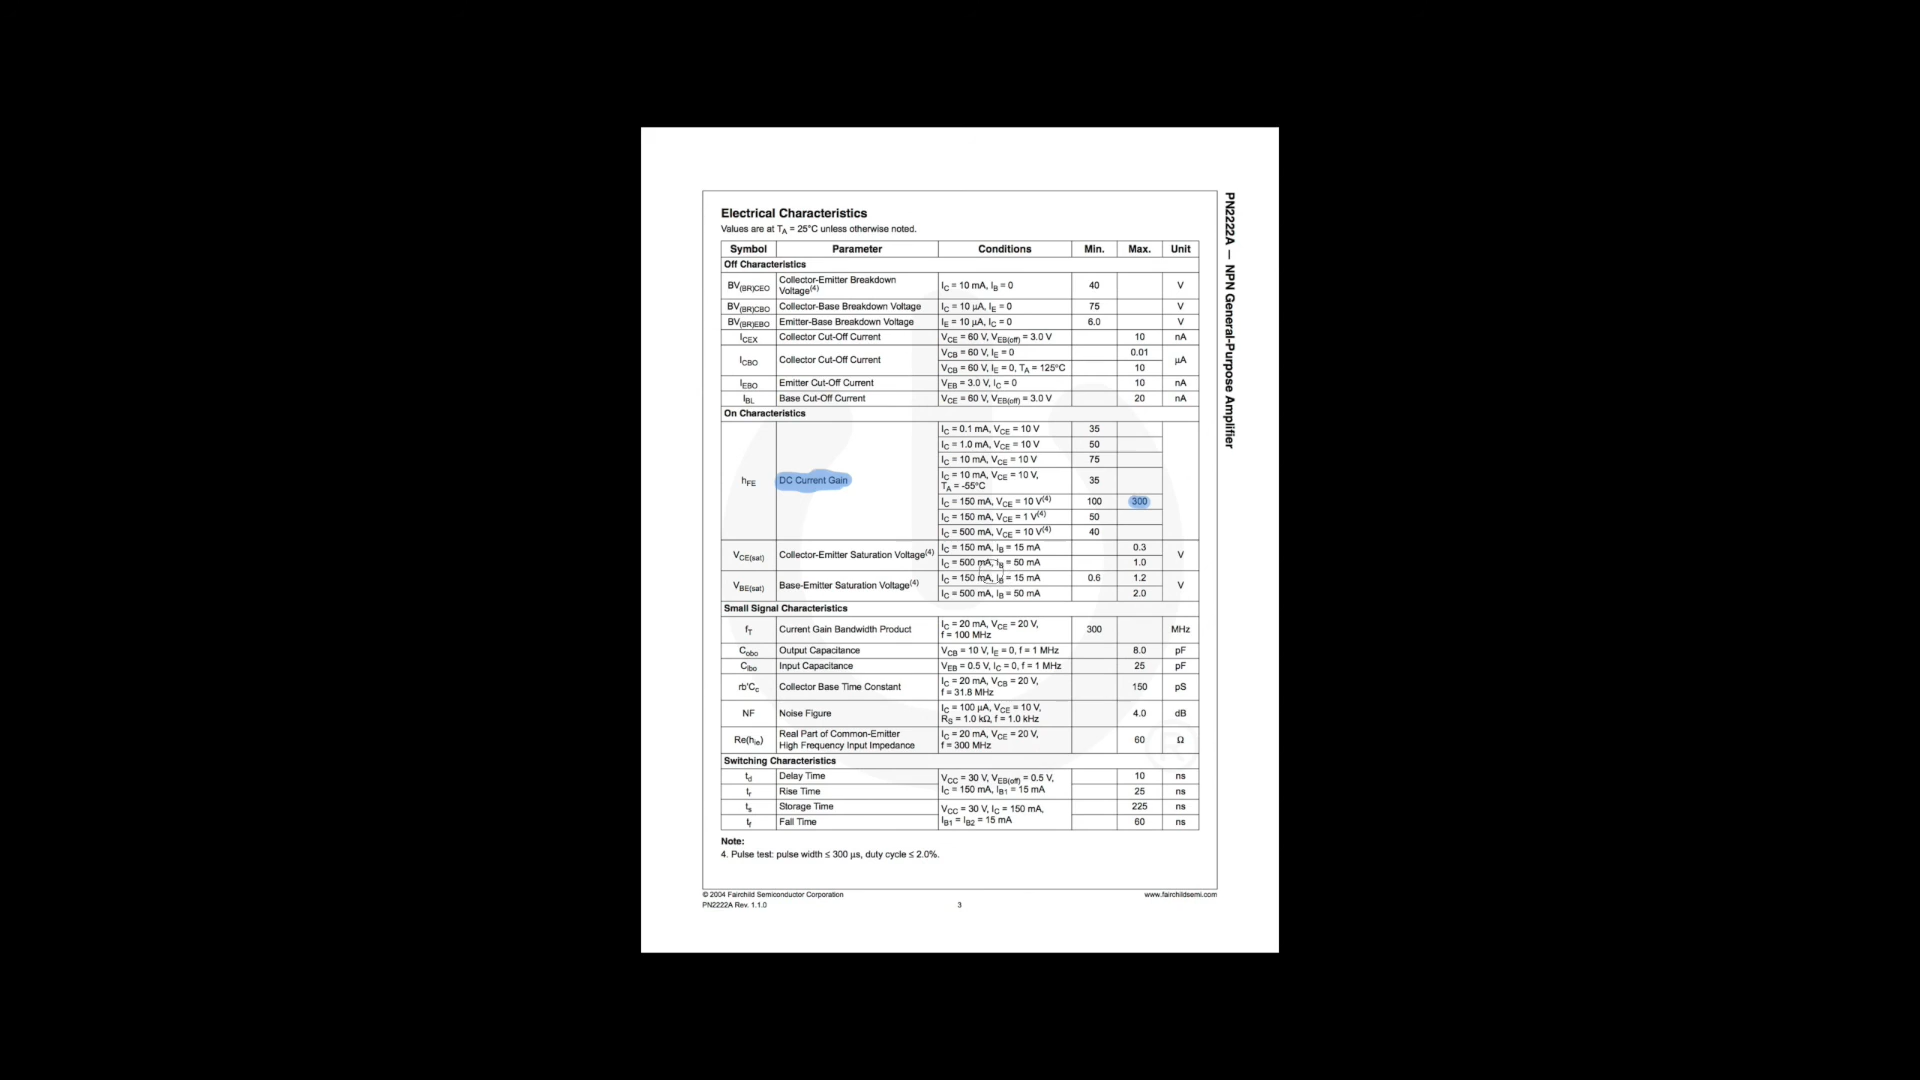 Electrical Characteristics
Values are at TA = 25°C unless otherwise noted.
Symbol Parameter Conditions Min. Max. Unit
Off Characteristics
BV(BR)CEO Collector-Emitter Breakdown Voltage(4) IC = 10 mA, IB = 0 40 V
BV(BR)CBO Collector-Base Breakdown Voltage IC = 10 µA, IE = 0 75 V
BV(BR)EBO Emitter-Base Breakdown Voltage IE = 10 µA, IC = 0 6.0 V
ICEX Collector Cut-Off Current VCE = 60 V, VEB(off) = 3.0 V 10 nA
ICBO Collector Cut-Off Current VCB = 60 V, IE = 0 0.01 µA
VCB = 60 V, IE = 0, TA = 125°C 10
IEBO Emitter Cut-Off Current VEB = 3.0 V, IC = 0 10 nA
IBL Base Cut-Off Current VCE = 60 V, VEB(off) = 3.0 V 20 nA
On Characteristics
hFE DC Current Gain IC = 0.1 mA, VCE = 10 V 35
IC = 1.0 mA, VCE = 10 V 50
IC = 10 mA, VCE = 10 V 75
IC = 10 mA, VCE = 10 V,
TA = -55°C 35
IC = 150 mA, VCE = 10 V(4) 100 300
IC = 150 mA, VCE = 1 V(4) 50
IC = 500 mA, VCE = 10 V(4) 40
VCE(sat) Collector-Emitter Saturation Voltage(4) IC = 150 mA, IB = 15 mA 0.3 V
IC = 500 mA, IB = 50 mA 1.0
VBE(sat) Base-Emitter Saturation Voltage(4) IC = 150 mA, IB = 15 mA 0.6 1.2 V
IC = 500 mA, IB = 50 mA 2.0
Small Signal Characteristics
fT Current Gain Bandwidth Product IC = 20 mA, VCE = 20 V,
f = 100 MHz 300 MHz
Cobo Output Capacitance VCB = 10 V, IE = 0, f = 1 MHz 8.0 pF
Cibo Input Capacitance VEB = 0.5 V, IC = 0, f = 1 MHz 25 pF
rb'Cc Collector Base Time Constant IC = 20 mA, VCB = 20 V,
f = 31.8 MHz 150 pS
NF Noise Figure IC = 100 µA, VCE = 10 V,
RS = 1.0 kΩ, f = 1.0 kHz 4.0 dB
Re(hie) Real Part of Common-Emitter
High Frequency Input Impedance IC = 20 mA, VCE = 20 V,
f = 300 MHz 60 Ω
Switching Characteristics
td Delay Time VCC = 30 V, VEB(off) = 0.5 V,
IC = 150 mA, IB1 = 15 mA 10 ns
tr Rise Time 25 ns
ts Storage Time VCC = 30 V, IC = 150 mA,
IB1 = IB2 = 15 mA 225 ns
tf Fall Time 60 ns
Note:
4. Pulse test: pulse width ≤ 300 µs, duty cycle ≤ 2.0%.
PN2222A — NPN General-Purpose Amplifier
© 2004 Fairchild Semiconductor Corporation www.fairchildsemi.com
PN2222A Rev. 1.1.0 3